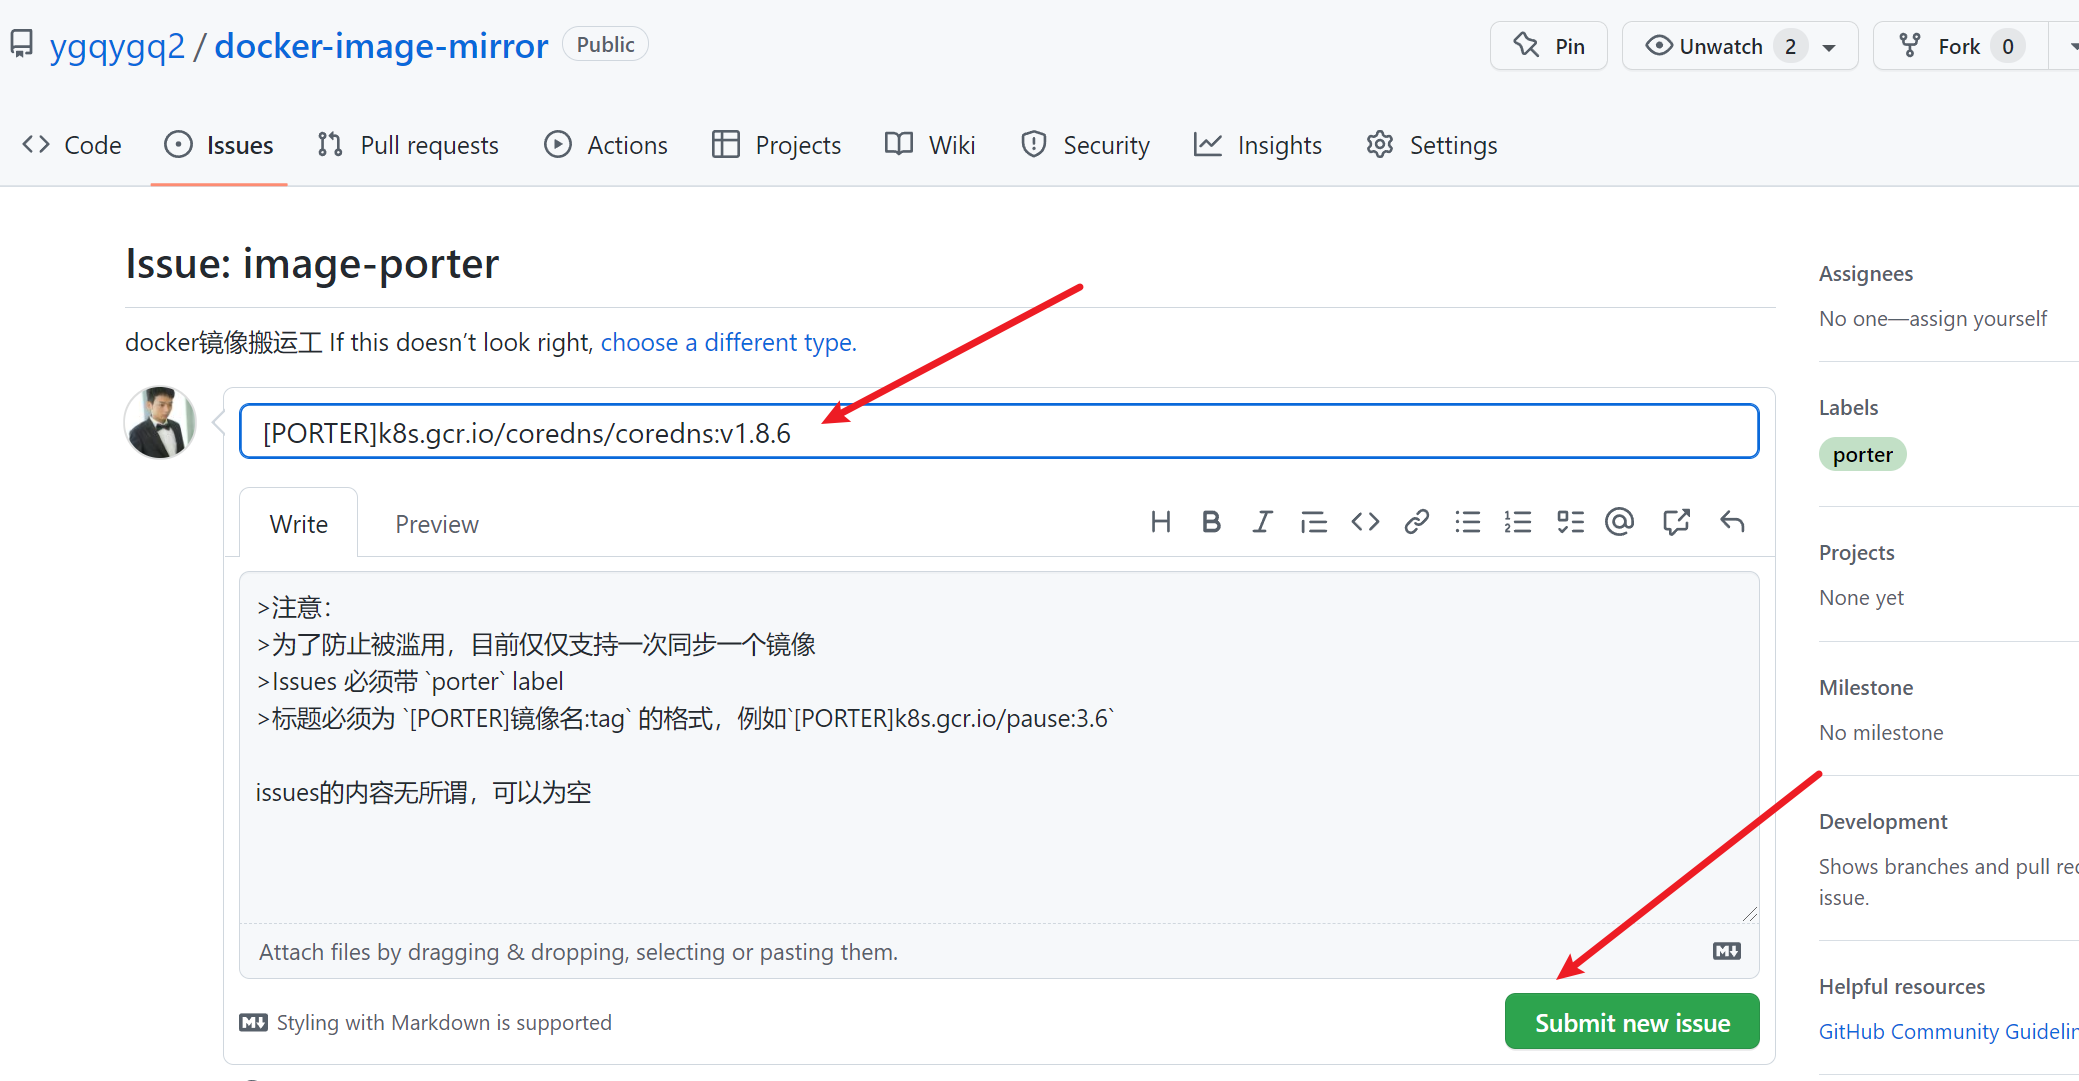 ygqygq2 / docker-image-mirror Public Pin Unwatch 2 Fork 0
Code Issues Pull requests Actions Projects Wiki Security Insights Settings
Issue: image-porter
docker镜像搬运工 If this doesn’t look right, choose a different type.
[PORTER]k8s.gcr.io/coredns/coredns:v1.8.6
Write Preview
>注意：
>为了防止被滥用，目前仅仅支持一次同步一个镜像
>Issues 必须带 `porter` label
>标题必须为 `[PORTER]镜像名:tag` 的格式，例如`[PORTER]k8s.gcr.io/pause:3.6`
issues的内容无所谓，可以为空
Attach files by dragging & dropping, selecting or pasting them.
Styling with Markdown is supported
Submit new issue
Assignees
No one—assign yourself
Labels
porter
Projects
None yet
Milestone
No milestone
Development
Shows branches and pull
issue.
Helpful resources
GitHub Community